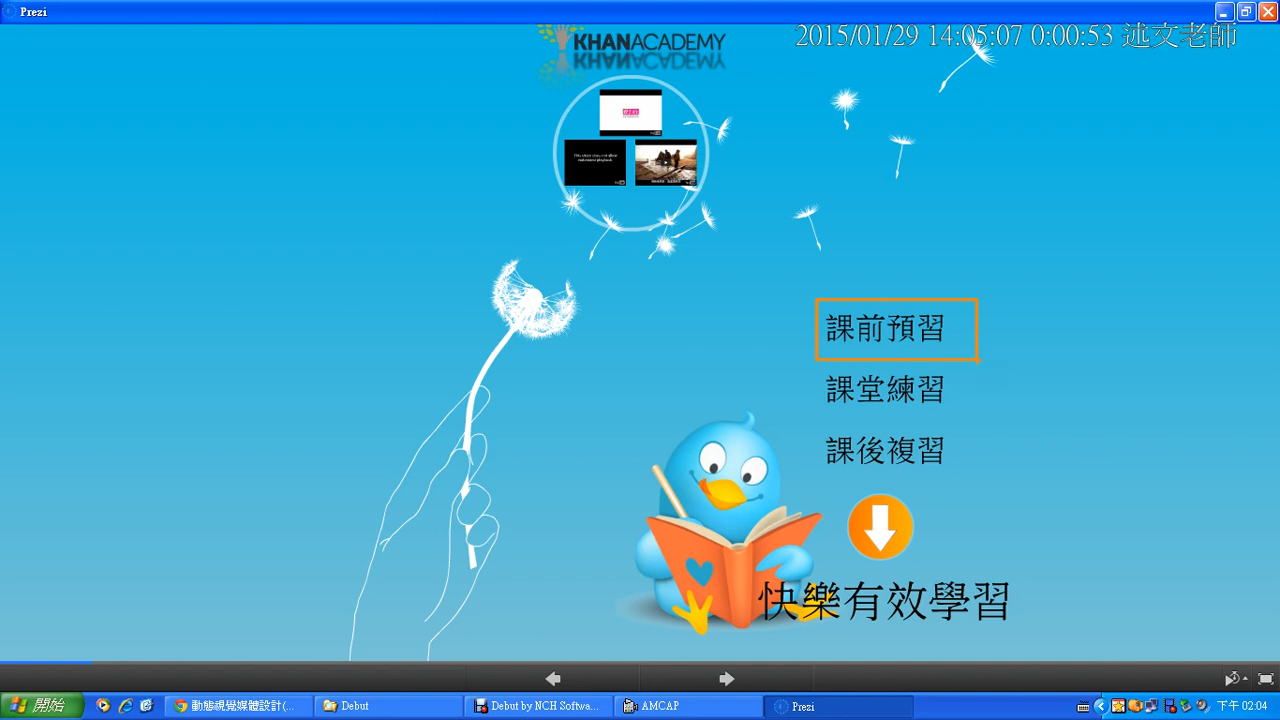 Prezi
2015/01/29 14:05:07 0:00:53 述文老師
KHANACADEMY
課前預習
課堂練習
課後複習
快樂有效學習
開始
動態視覺媒體設計(...
Debut
Debut by NCH Softwa...
AMCAP
Prezi
下午 02:04